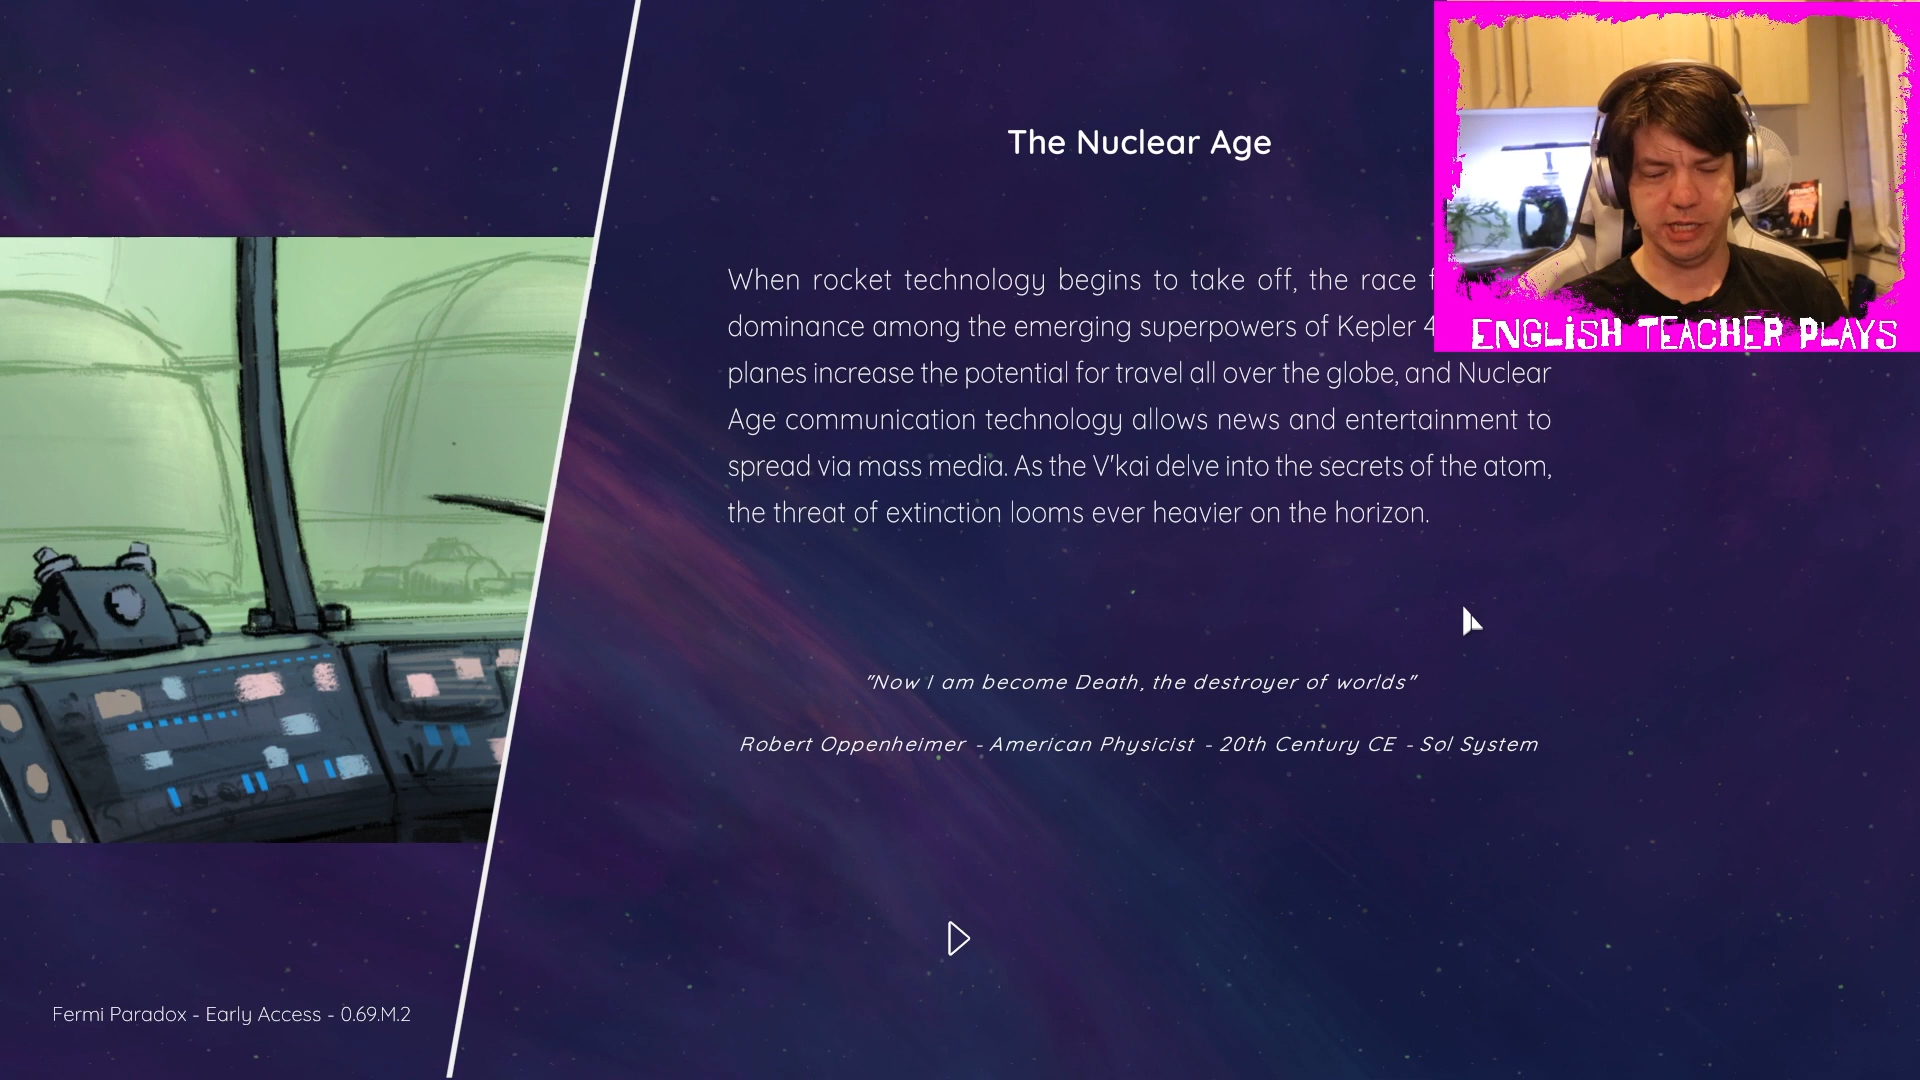 The Nuclear Age
When rocket technology begins to take off, the race
dominance among the emerging superpowers of Kepler
planes increase the potential for travel all over the globe, and Nuclear
Age communication technology allows news and entertainment to
spread via mass media. As the V'kai delve into the secrets of the atom,
the threat of extinction looms ever heavier on the horizon.
"Now I am become Death, the destroyer of worlds"
Robert Oppenheimer - American Physicist - 20th Century CE - Sol System
Fermi Paradox - Early Access - 0.69.M.2
ENGLISH TEACHER PLAYS